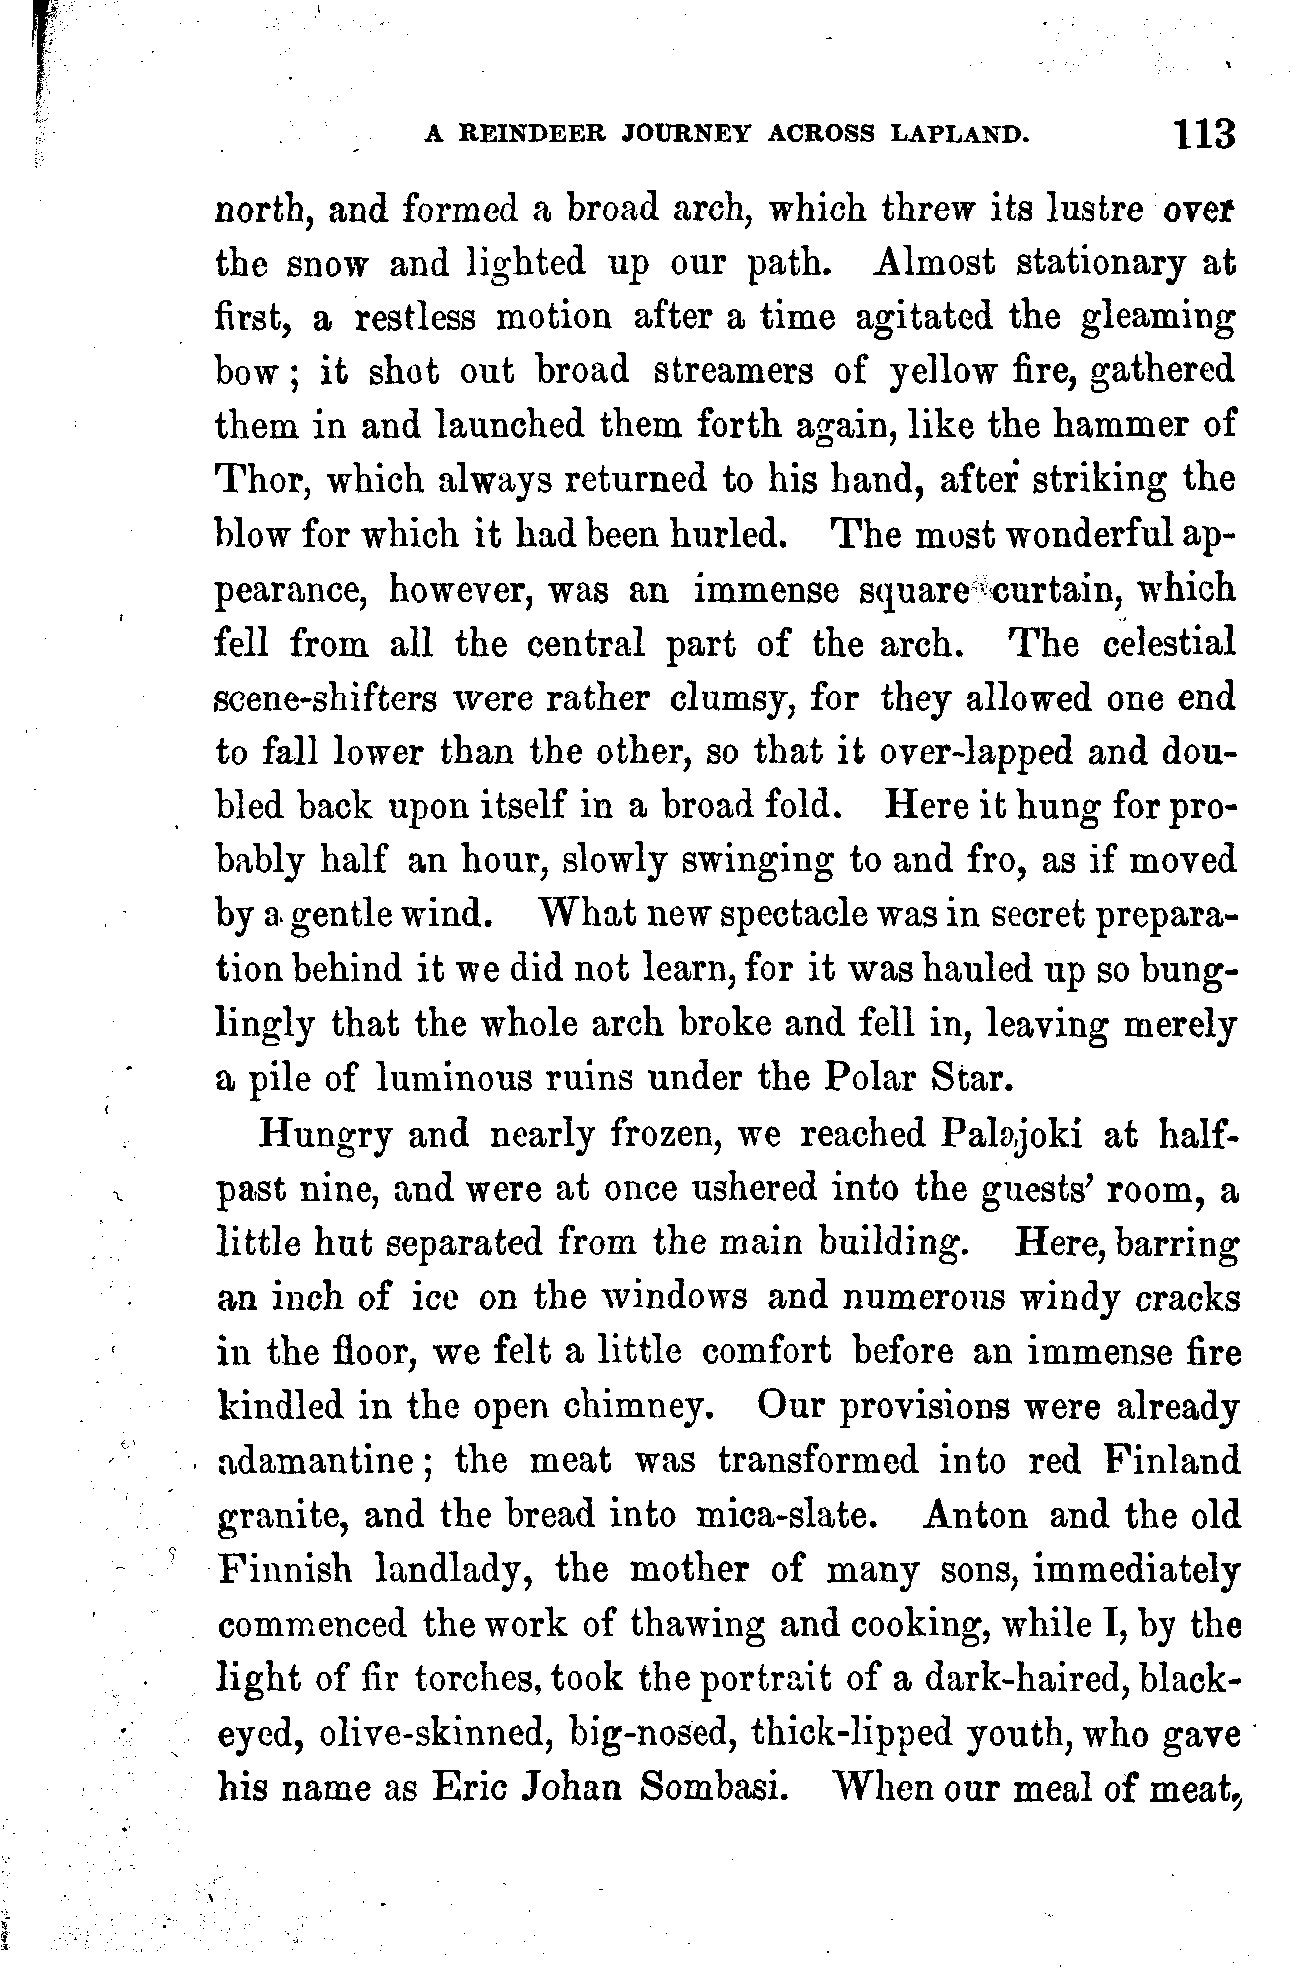 A REINDEER JOURNEY ACROSS LAPLAND. 113
north, and formed a broad arch, which threw its lustre over
the snow and lighted up our path. Almost stationary at
first, a restless motion after a time agitated the gleaming
bow; it shot out broad streamers of yellow fire, gathered
them in and launched them forth again, like the hammer of
Thor, which always returned to his hand, after striking the
blow for which it had been hurled. The most wonderful ap-
pearance, however, was an immense square curtain, which
fell from all the central part of the arch. The celestial
scene-shifters were rather clumsy, for they allowed one end
to fall lower than the other, so that it over-lapped and dou-
bled back upon itself in a broad fold. Here it hung for pro-
bably half an hour, slowly swinging to and fro, as if moved
by a gentle wind. What new spectacle was in secret prepara-
tion behind it we did not learn, for it was hauled up so bung-
lingly that the whole arch broke and fell in, leaving merely
a pile of luminous ruins under the Polar Star.
Hungry and nearly frozen, we reached Palajoki at half-
past nine, and were at once ushered into the guests' room, a
little hut separated from the main building. Here, barring
an inch of ice on the windows and numerous windy cracks
in the floor, we felt a little comfort before an immense fire
kindled in the open chimney. Our provisions were already
adamantine; the meat was transformed into red Finland
granite, and the bread into mica-slate. Anton and the old
Finnish landlady, the mother of many sons, immediately
commenced the work of thawing and cooking, while I, by the
light of fir torches, took the portrait of a dark-haired, black-
eyed, olive-skinned, big-nosed, thick-lipped youth, who gave
his name as Eric Johan Sombasi. When our meal of meat,